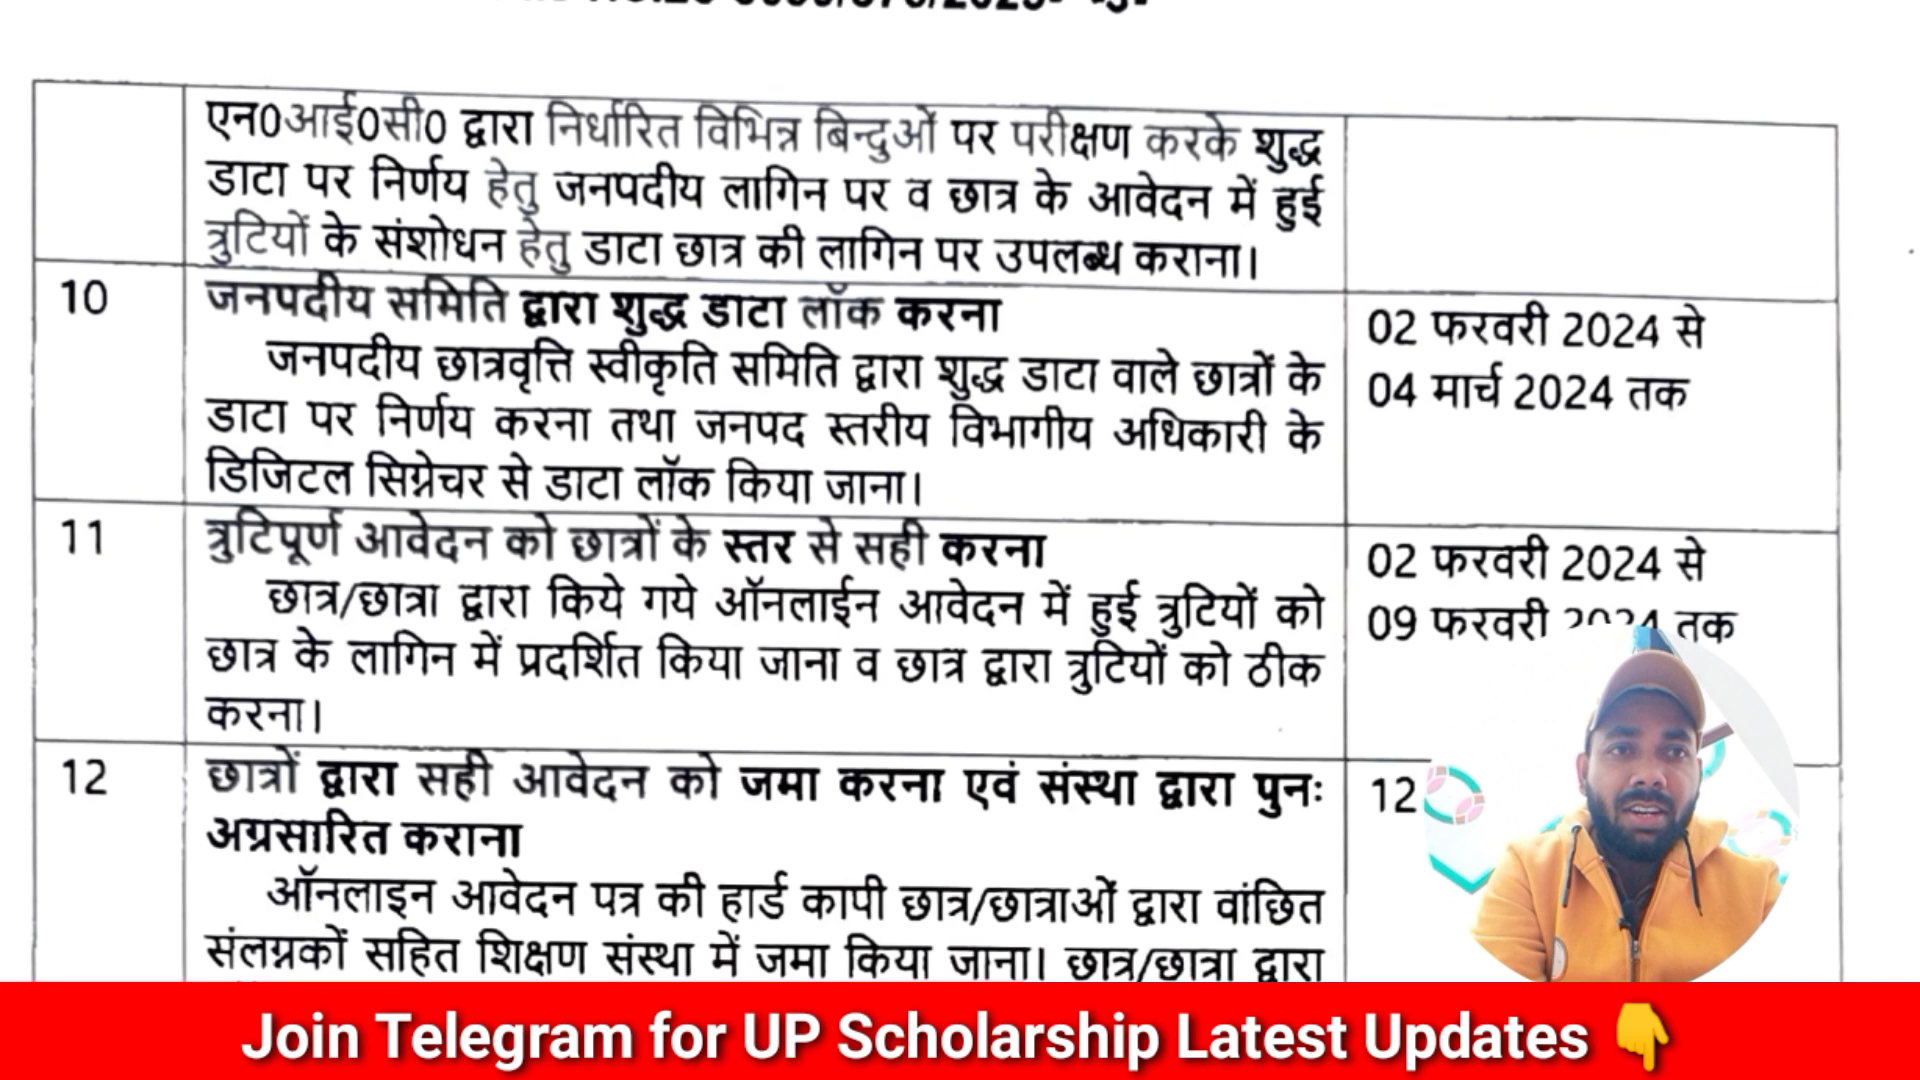 एन0आई0सी0 द्वारा निर्धारित विभिन्न बिन्दुओं पर परीक्षण करके शुद्ध
डाटा पर निर्णय हेतु जनपदीय लागिन पर व छात्र के आवेदन में हुई
त्रुटियों के संशोधन हेतु डाटा छात्र की लागिन पर उपलब्ध कराना।
10
जनपदीय समिति द्वारा शुद्ध डाटा लॉक करना
जनपदीय छात्रवृत्ति स्वीकृति समिति द्वारा शुद्ध डाटा वाले छात्रों के
डाटा पर निर्णय करना तथा जनपद स्तरीय विभागीय अधिकारी के
डिजिटल सिग्नेचर से डाटा लॉक किया जाना।
02 फरवरी 2024 से
04 मार्च 2024 तक
11
त्रुटिपूर्ण आवेदन को छात्रों के स्तर से सही करना
छात्र/छात्रा द्वारा किये गये ऑनलाईन आवेदन में हुई त्रुटियों को
छात्र के लागिन में प्रदर्शित किया जाना व छात्र द्वारा त्रुटियों को ठीक
करना।
02 फरवरी 2024 से
09 फरवरी 2024 तक
12
छात्रों द्वारा सही आवेदन को जमा करना एवं संस्था द्वारा पुनः
अग्रसारित कराना
ऑनलाइन आवेदन पत्र की हार्ड कापी छात्र/छात्राओं द्वारा वांछित
संलग्नकों सहित शिक्षण संस्था में जमा किया जाना। छात्र/छात्रा द्वारा
12
Join Telegram for UP Scholarship Latest Updates 👇